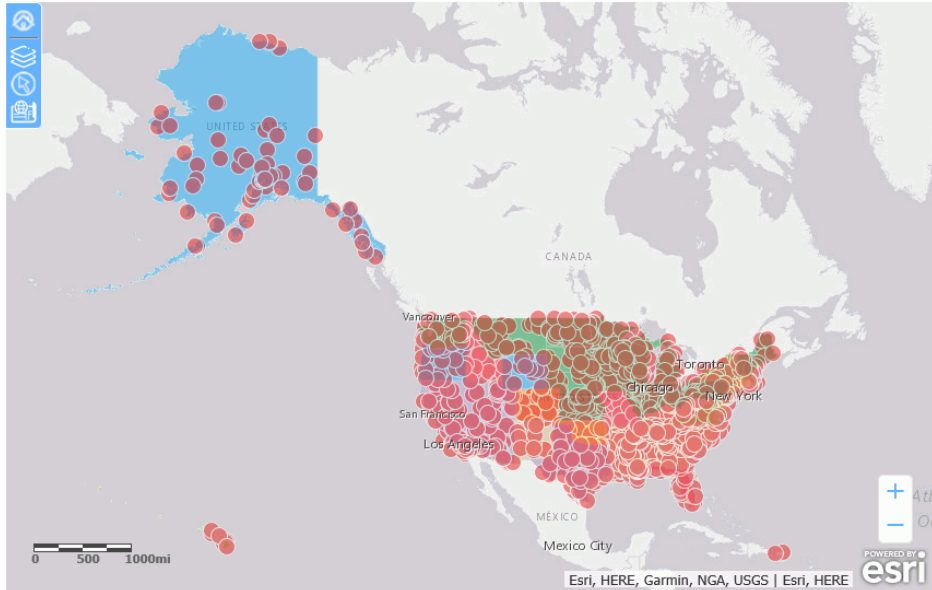 UNITED STATES
CANADA
Vancouver
Toronto
Chicago
New York
San Francisco
Los Angeles
MÉXICO
Mexico City
0 500 1000mi
+
−
POWERED BY
esri
Esri, HERE, Garmin, NGA, USGS | Esri, HERE